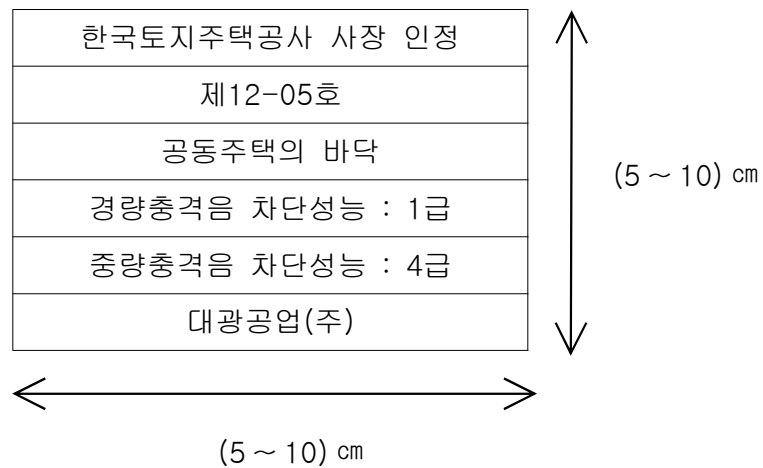 한국토지주택공사 사장 인정
제12-05호
공동주택의 바닥
경량충격음 차단성능 : 1급
중량충격음 차단성능 : 4급
대광공업(주)
(5 ~ 10) ㎝
(5 ~ 10) ㎝